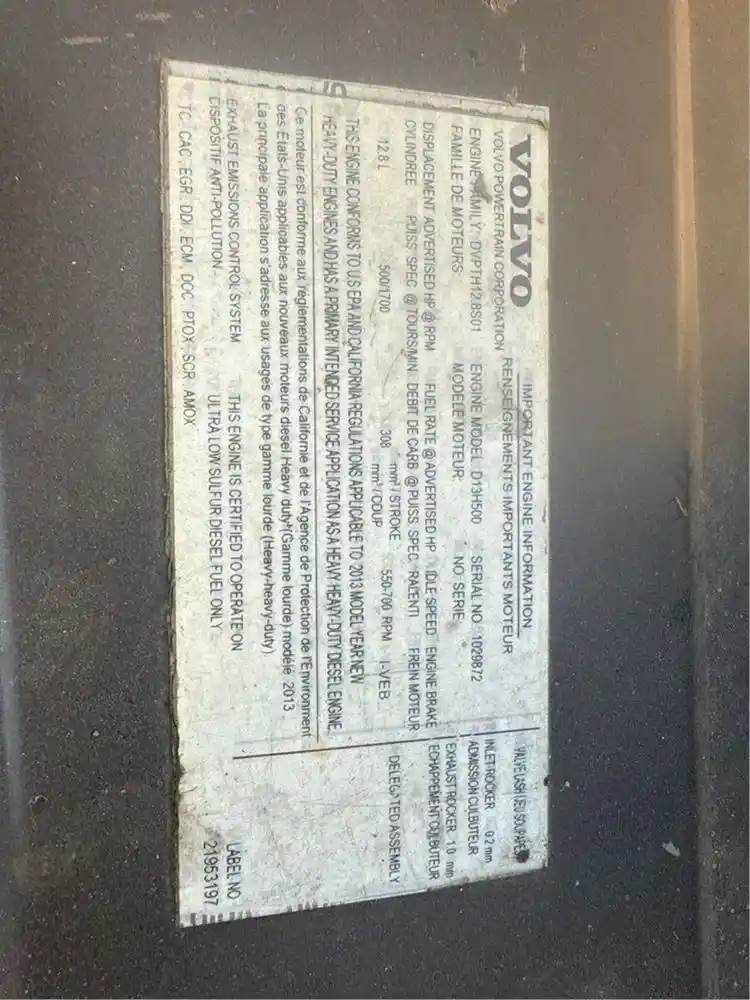 VOLVO
VOLVO POWERTRAIN CORPORATION
IMPORTANT ENGINE INFORMATION
RENSEIGNEMENTS IMPORTANTS MOTEUR
ENGINE FAMILY: DVPTH12.8S01 ENGINE MODEL D13H500 SERIAL NO 1029872
FAMILLE DE MOTEURS: MODELE MOTEUR: NO SERIE
DISPLACEMENT ADVERTISED HP @ RPM FUEL RATE @ ADVERTISED HP IDLE SPEED ENGINE BRAKE
CYLINDREE PUISS SPEC @ TOURS/MIN DEBIT DE CARB @ PUISS SPEC RALENTI FREIN MOTEUR
12.8 L 500/1700 308 mm³ / STROKE 550-700 RPM I-VEB
mm³ / COUP
THIS ENGINE CONFORMS TO U.S EPA AND CALIFORNIA REGULATIONS APPLICABLE TO 2013 MODEL YEAR NEW
HEAVY-DUTY ENGINES AND HAS A PRIMARY INTENDED SERVICE APPLICATION AS A HEAVY HEAVY-DUTY DIESEL ENGINE.
Ce moteur est conforme aux réglementations de Californie et de l'Agence de Protection de l'Environment
des États-Unis applicables aux nouveaux moteurs diesel Heavy duty (Gamme lourde) modèle 2013
La principale application s'adresse aux usages de type gamme lourde (Heavy-heavy-duty)
EXHAUST EMISSIONS CONTROL SYSTEM THIS ENGINE IS CERTIFIED TO OPERATE ON
DISPOSITIF ANTI-POLLUTION ULTRA LOW SULFUR DIESEL FUEL ONLY
TC , CAC , EGR , DDI , ECM , DOC , PTOX , SCR , AMOX
VALVE LASH / JEU SOUPAPE
INLET ROCKER 0.2 mm
ADMISSION CULBUTEUR
EXHAUST ROCKER 1.0 mm
ECHAPPEMENT CULBUTEUR
DELEGATED ASSEMBLY
LABEL NO
21953197